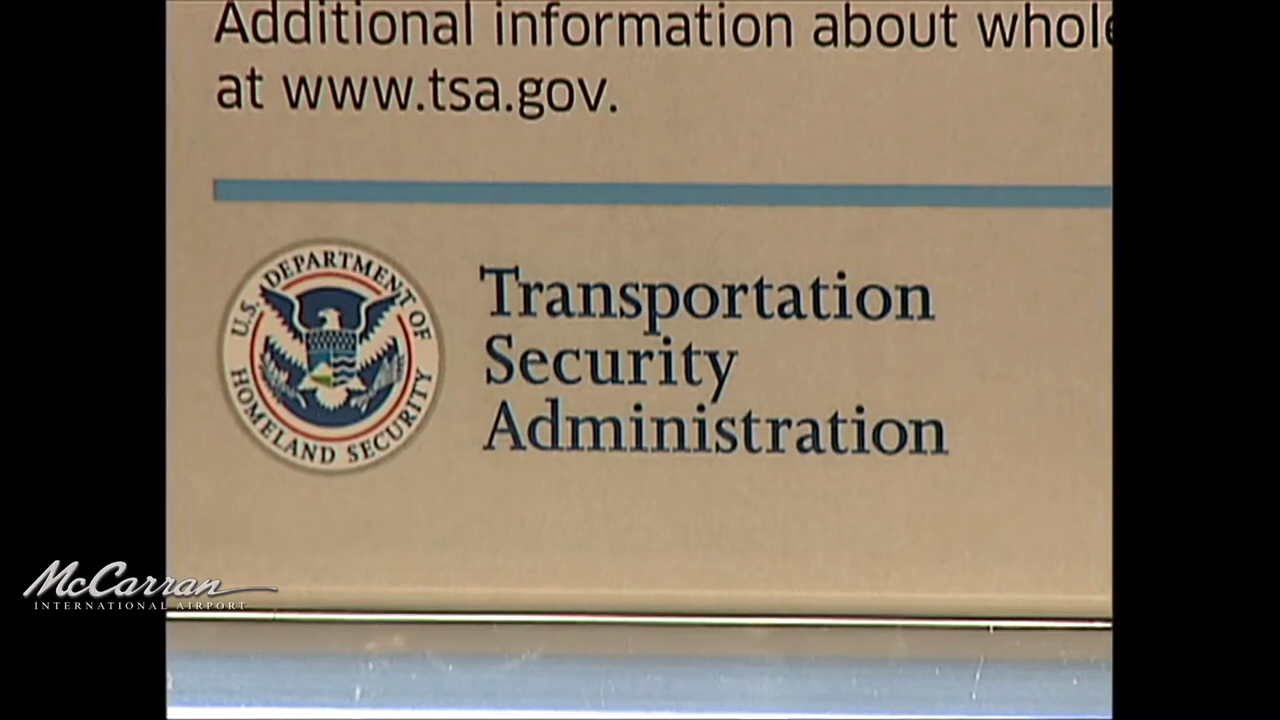 Additional information about whole
at www.tsa.gov.
U.S. DEPARTMENT OF
HOMELAND SECURITY
Transportation
Security
Administration
McCarran
INTERNATIONAL AIRPORT